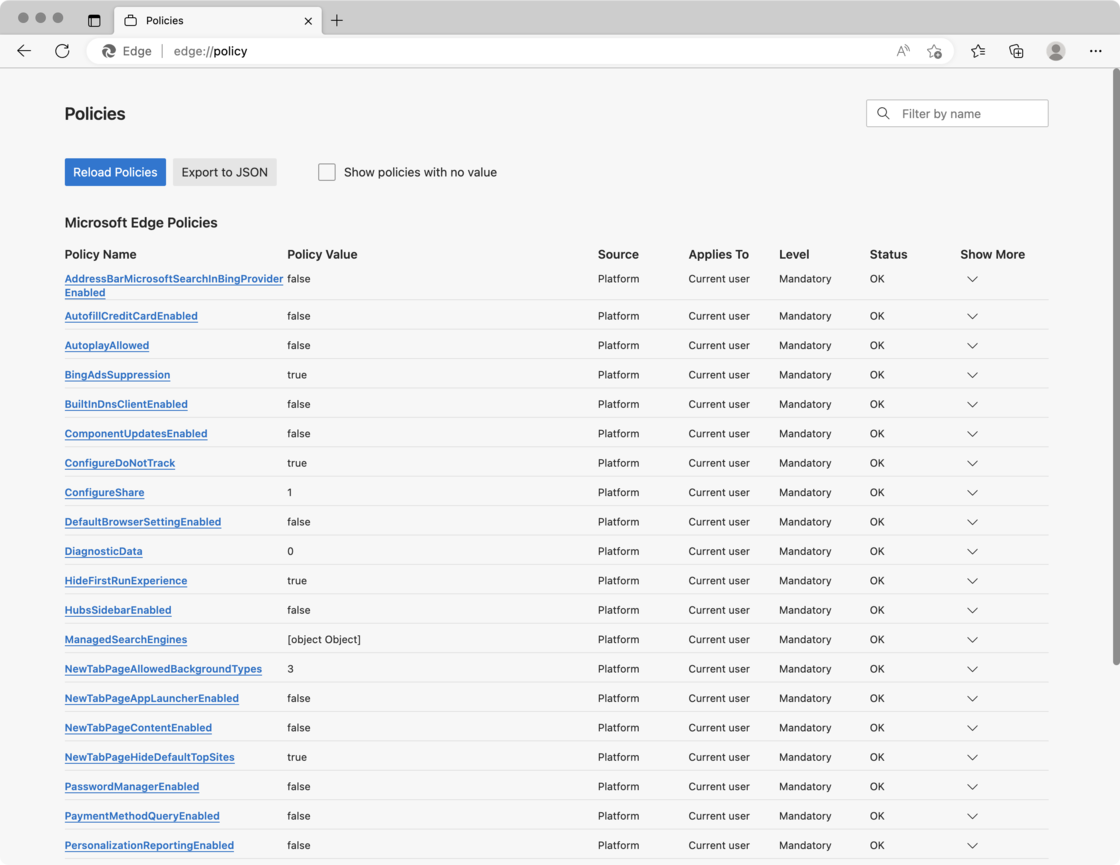 Policies
Edge edge://policy
Policies
Filter by name
Reload Policies Export to JSON Show policies with no value
Microsoft Edge Policies
Policy Name Policy Value Source Applies To Level Status Show More
AddressBarMicrosoftSearchInBingProvider false Platform Current user Mandatory OK
Enabled
AutofillCreditCardEnabled false Platform Current user Mandatory OK
AutoplayAllowed false Platform Current user Mandatory OK
BingAdsSuppression true Platform Current user Mandatory OK
BuiltInDnsClientEnabled false Platform Current user Mandatory OK
ComponentUpdatesEnabled false Platform Current user Mandatory OK
ConfigureDoNotTrack true Platform Current user Mandatory OK
ConfigureShare 1 Platform Current user Mandatory OK
DefaultBrowserSettingEnabled false Platform Current user Mandatory OK
DiagnosticData 0 Platform Current user Mandatory OK
HideFirstRunExperience true Platform Current user Mandatory OK
HubsSidebarEnabled false Platform Current user Mandatory OK
ManagedSearchEngines [object Object] Platform Current user Mandatory OK
NewTabPageAllowedBackgroundTypes 3 Platform Current user Mandatory OK
NewTabPageAppLauncherEnabled false Platform Current user Mandatory OK
NewTabPageContentEnabled false Platform Current user Mandatory OK
NewTabPageHideDefaultTopSites true Platform Current user Mandatory OK
PasswordManagerEnabled false Platform Current user Mandatory OK
PaymentMethodQueryEnabled false Platform Current user Mandatory OK
PersonalizationReportingEnabled false Platform Current user Mandatory OK